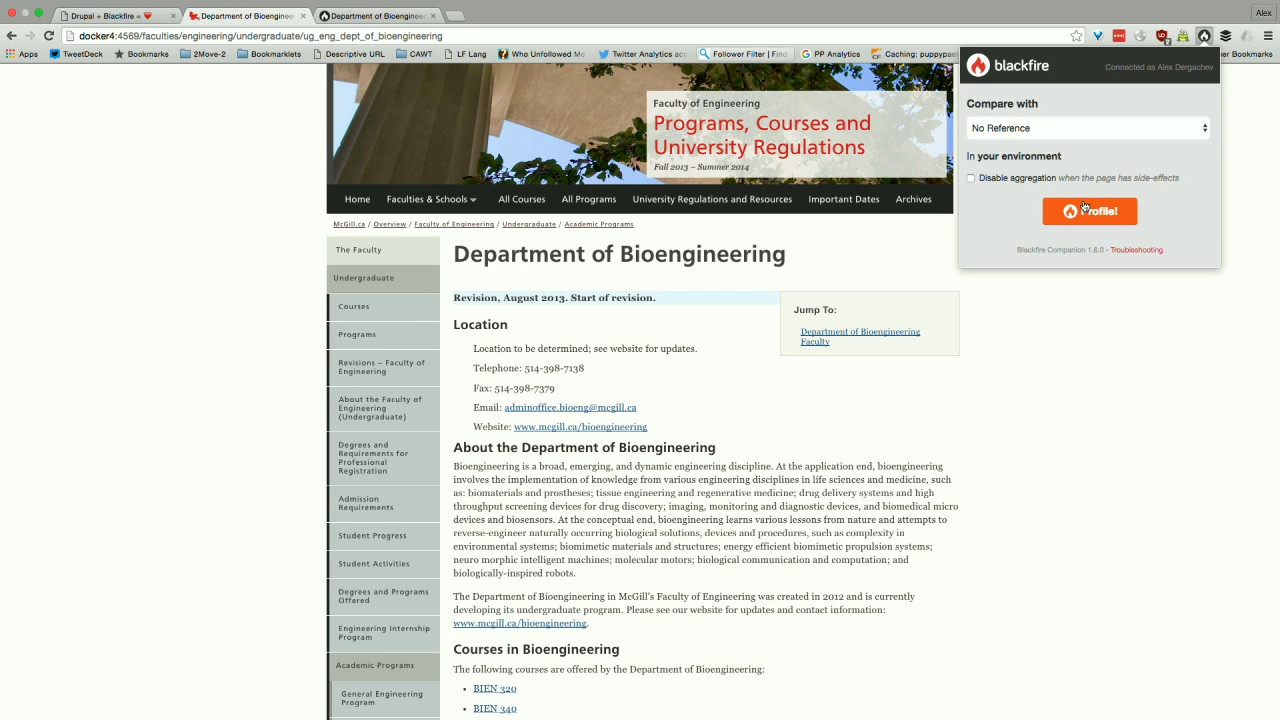 Drupal + Blackfire =
Department of Bioengine
Department of Bioengine
Alex
docker4:4569/faculties/engineering/undergraduate/ug_eng_dept_of_bioengineering
Apps
TweetDeck
Bookmarks
2Move-2
Bookmarklets
Descriptive URL
CAWT
LF Lang
Who Unfollowed Me
Twitter Analytics acc
Follower Filter | Find
PP Analytics
Caching: puppypas
er Bookmarks
blackfire
Connected as Alex Dergachev
Compare with
No Reference
In your environment
Disable aggregation when the page has side-effects
Profile!
Blackfire Companion 1.6.0 - Troubleshooting
Faculty of Engineering
Programs, Courses and
University Regulations
Fall 2013 – Summer 2014
Home
Faculties & Schools
All Courses
All Programs
University Regulations and Resources
Important Dates
Archives
McGill.ca / Overview / Faculty of Engineering / Undergraduate / Academic Programs
The Faculty
Undergraduate
Courses
Programs
Revisions – Faculty of
Engineering
About the Faculty of
Engineering
(Undergraduate)
Degrees and
Requirements for
Professional
Registration
Admission
Requirements
Student Progress
Student Activities
Degrees and Programs
Offered
Engineering Internship
Program
Academic Programs
General Engineering
Program
Department of Bioengineering
Revision, August 2013. Start of revision.
Jump To:
Department of Bioengineering
Faculty
Location
Location to be determined; see website for updates.
Telephone: 514-398-7138
Fax: 514-398-7379
Email: adminoffice.bioeng@mcgill.ca
Website: www.mcgill.ca/bioengineering
About the Department of Bioengineering
Bioengineering is a broad, emerging, and dynamic engineering discipline. At the application end, bioengineering
involves the implementation of knowledge from various engineering disciplines in life sciences and medicine, such
as: biomaterials and prostheses; tissue engineering and regenerative medicine; drug delivery systems and high
throughput screening devices for drug discovery; imaging, monitoring and diagnostic devices, and biomedical micro
devices and biosensors. At the conceptual end, bioengineering learns various lessons from nature and attempts to
reverse-engineer naturally occurring biological solutions, devices and procedures, such as complexity in
environmental systems; biomimetic materials and structures; energy efficient biomimetic propulsion systems;
neuro morphic intelligent machines; molecular motors; biological communication and computation; and
biologically-inspired robots.
The Department of Bioengineering in McGill's Faculty of Engineering was created in 2012 and is currently
developing its undergraduate program. Please see our website for updates and contact information:
www.mcgill.ca/bioengineering.
Courses in Bioengineering
The following courses are offered by the Department of Bioengineering:
• BIEN 320
• BIEN 340